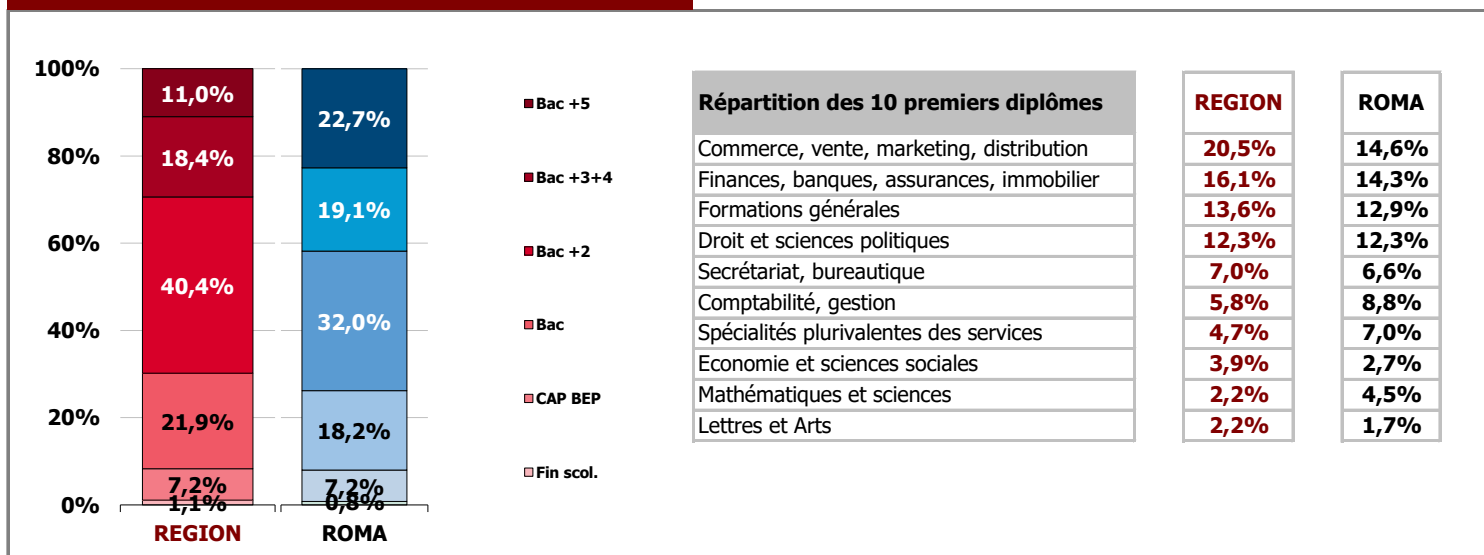 100%
80%
60%
40%
20%
0%
11,0%
18,4%
40,4%
21,9%
7,2%
1,1%
REGION
22,7%
19,1%
32,0%
18,2%
7,2%
0,8%
ROMA
Bac +5
Bac +3+4
Bac +2
Bac
CAP BEP
Fin scol.
Répartition des 10 premiers diplômes REGION ROMA
Commerce, vente, marketing, distribution 20,5% 14,6%
Finances, banques, assurances, immobilier 16,1% 14,3%
Formations générales 13,6% 12,9%
Droit et sciences politiques 12,3% 12,3%
Secrétariat, bureautique 7,0% 6,6%
Comptabilité, gestion 5,8% 8,8%
Spécialités plurivalentes des services 4,7% 7,0%
Economie et sciences sociales 3,9% 2,7%
Mathématiques et sciences 2,2% 4,5%
Lettres et Arts 2,2% 1,7%